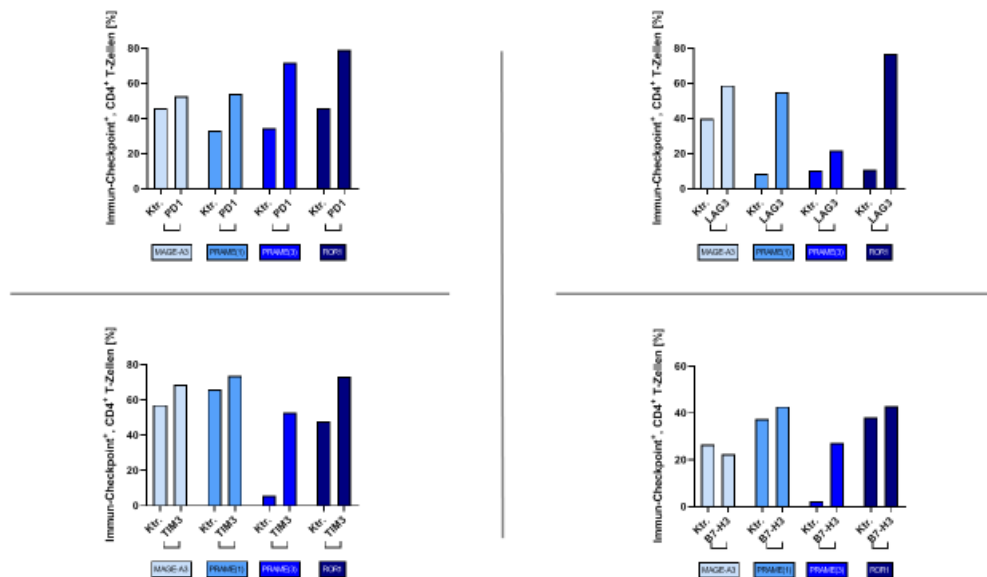 Immun-Checkpoint⁺, CD4⁺ T-Zellen [%]
80
60
40
20
0
Ktr. PD1 Ktr. PD1 Ktr. PD1 Ktr. PD1
MAGE-A3 PRAME(1) PRAME(3) ROR1
Immun-Checkpoint⁺, CD4⁺ T-Zellen [%]
80
60
40
20
0
Ktr. LAG3 Ktr. LAG3 Ktr. LAG3 Ktr. LAG3
MAGE-A3 PRAME(1) PRAME(3) ROR1
Immun-Checkpoint⁺, CD4⁺ T-Zellen [%]
80
60
40
20
0
Ktr. TIM3 Ktr. TIM3 Ktr. TIM3 Ktr. TIM3
MAGE-A3 PRAME(1) PRAME(3) ROR1
Immun-Checkpoint⁺, CD4⁺ T-Zellen [%]
60
40
20
0
Ktr. B7-H3 Ktr. B7-H3 Ktr. B7-H3 Ktr. B7-H3
MAGE-A3 PRAME(1) PRAME(3) ROR1